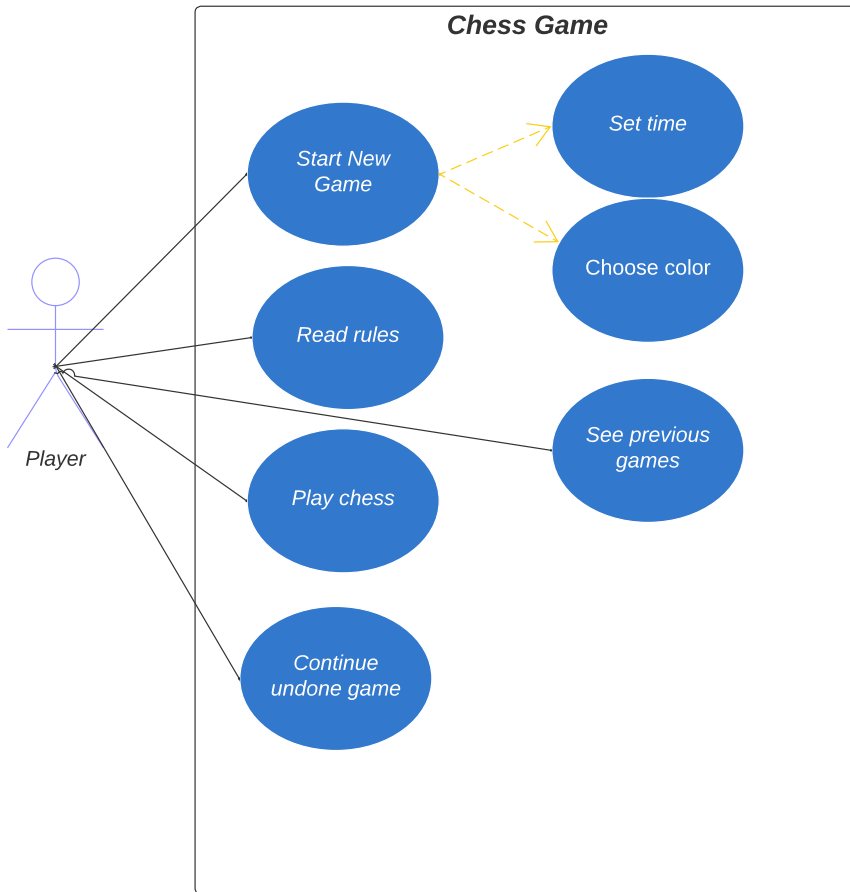 Chess Game
Start New
Game
Set time
Choose color
Read rules
See previous
games
Player
Play chess
Continue
undone game